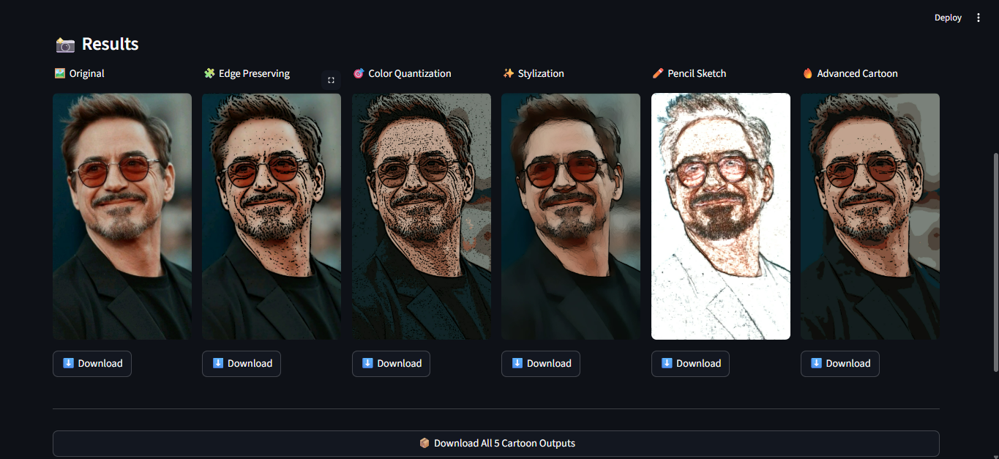 Deploy
Results
Original
Edge Preserving
Color Quantization
Stylization
Pencil Sketch
Advanced Cartoon
Download
Download
Download
Download
Download
Download
Download All 5 Cartoon Outputs